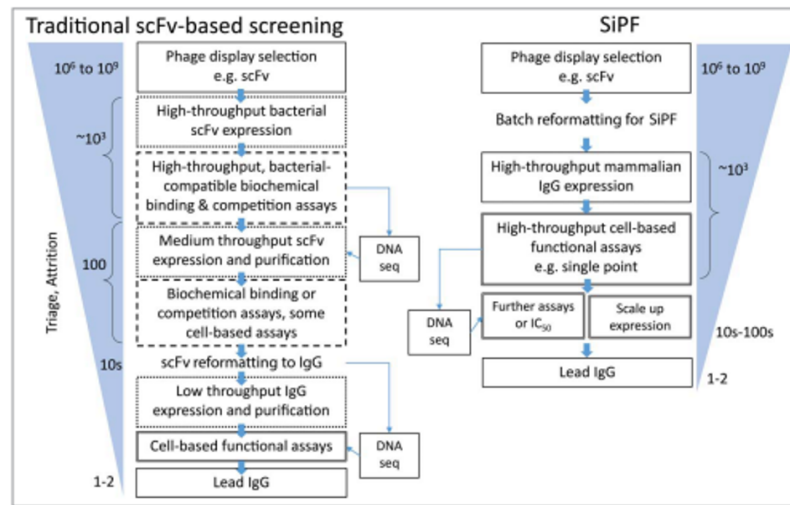 Traditional scFv-based screening
10⁶ to 10⁹
~10³
100
10s
1-2
Triage, Attrition
Phage display selection
e.g. scFv
High-throughput bacterial
scFv expression
High-throughput, bacterial-
compatible biochemical
binding & competition assays
DNA
seq
Medium throughput scFv
expression and purification
Biochemical binding or
competition assays, some
cell-based assays
scFv reformatting to IgG
Low throughput IgG
expression and purification
Cell-based functional assays
DNA
seq
Lead IgG
SiPF
Phage display selection
e.g. scFv
10⁶ to 10⁹
Batch reformatting for SiPF
High-throughput mammalian
IgG expression
~10³
High-throughput cell-based
functional assays
e.g. single point
DNA
seq
Further assays
or IC₅₀
Scale up
expression
10s-100s
Lead IgG
1-2